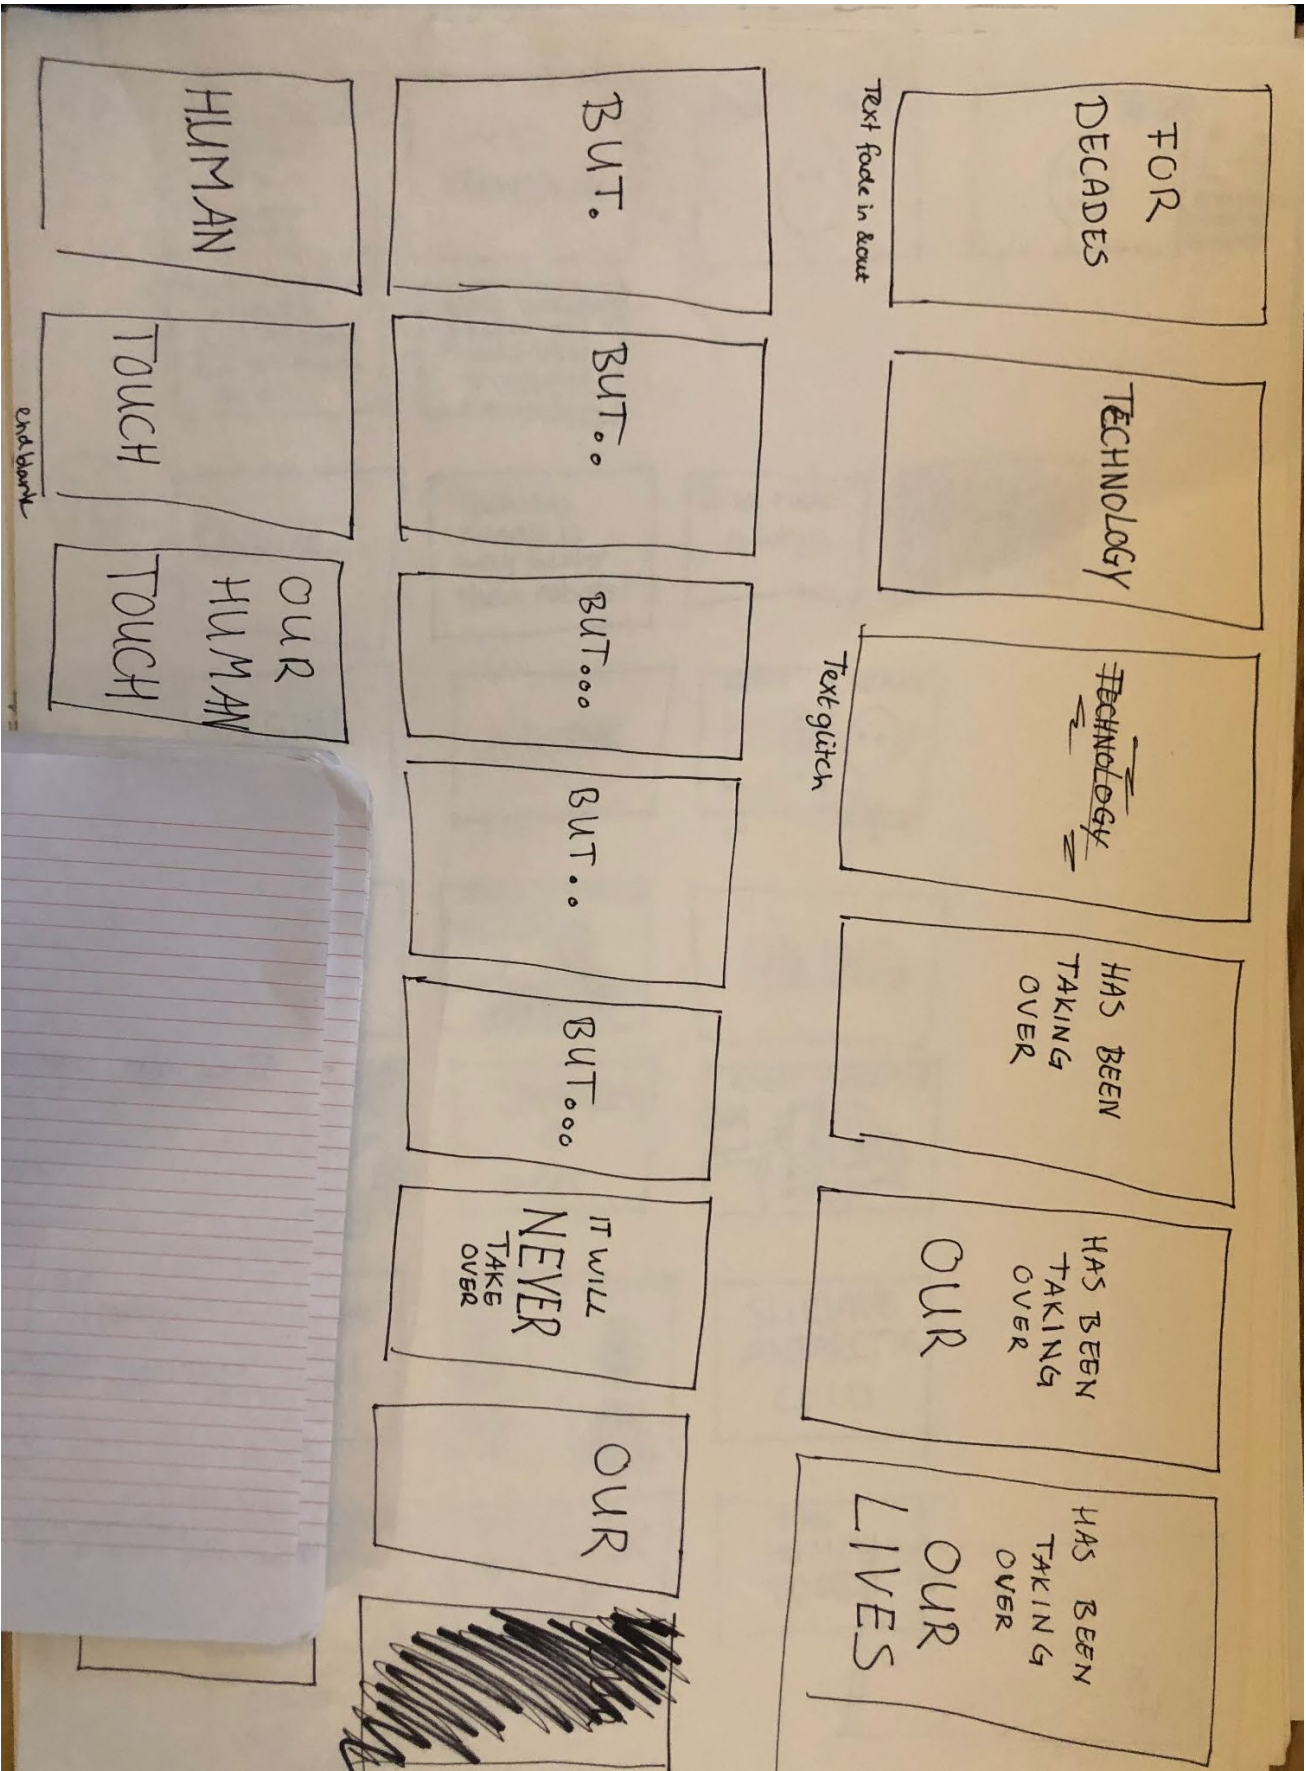 FOR
DECADES
Text fade in & out
TECHNOLOGY
TECHNOLOGY
Text glitch
HAS BEEN
TAKING
OVER
HAS BEEN
TAKING
OVER
OUR
HAS BEEN
TAKING
OVER
OUR
LIVES
BUT.
BUT..
BUT...
BUT..
BUT...
IT WILL
NEVER
TAKE
OVER
OUR
HUMAN
TOUCH
end blank
OUR
HUMAN
TOUCH